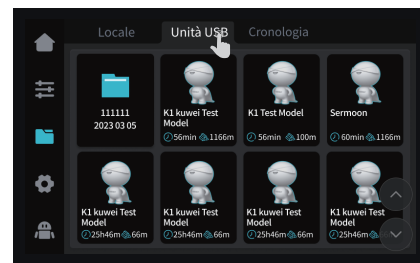 Locale Unità USB Cronologia
111111
2023 03 05
K1 kuwei Test
Model
56min 1166m
K1 Test Model
56min 100m
Sermoon
60min 1166m
K1 kuwei Test
Model
25h46m 66m
K1 kuwei Test
Model
25h46m 66m
K1 kuwei Test
Model
25h46m 66m
K1 kuwei Test
Model
25h46m 66m